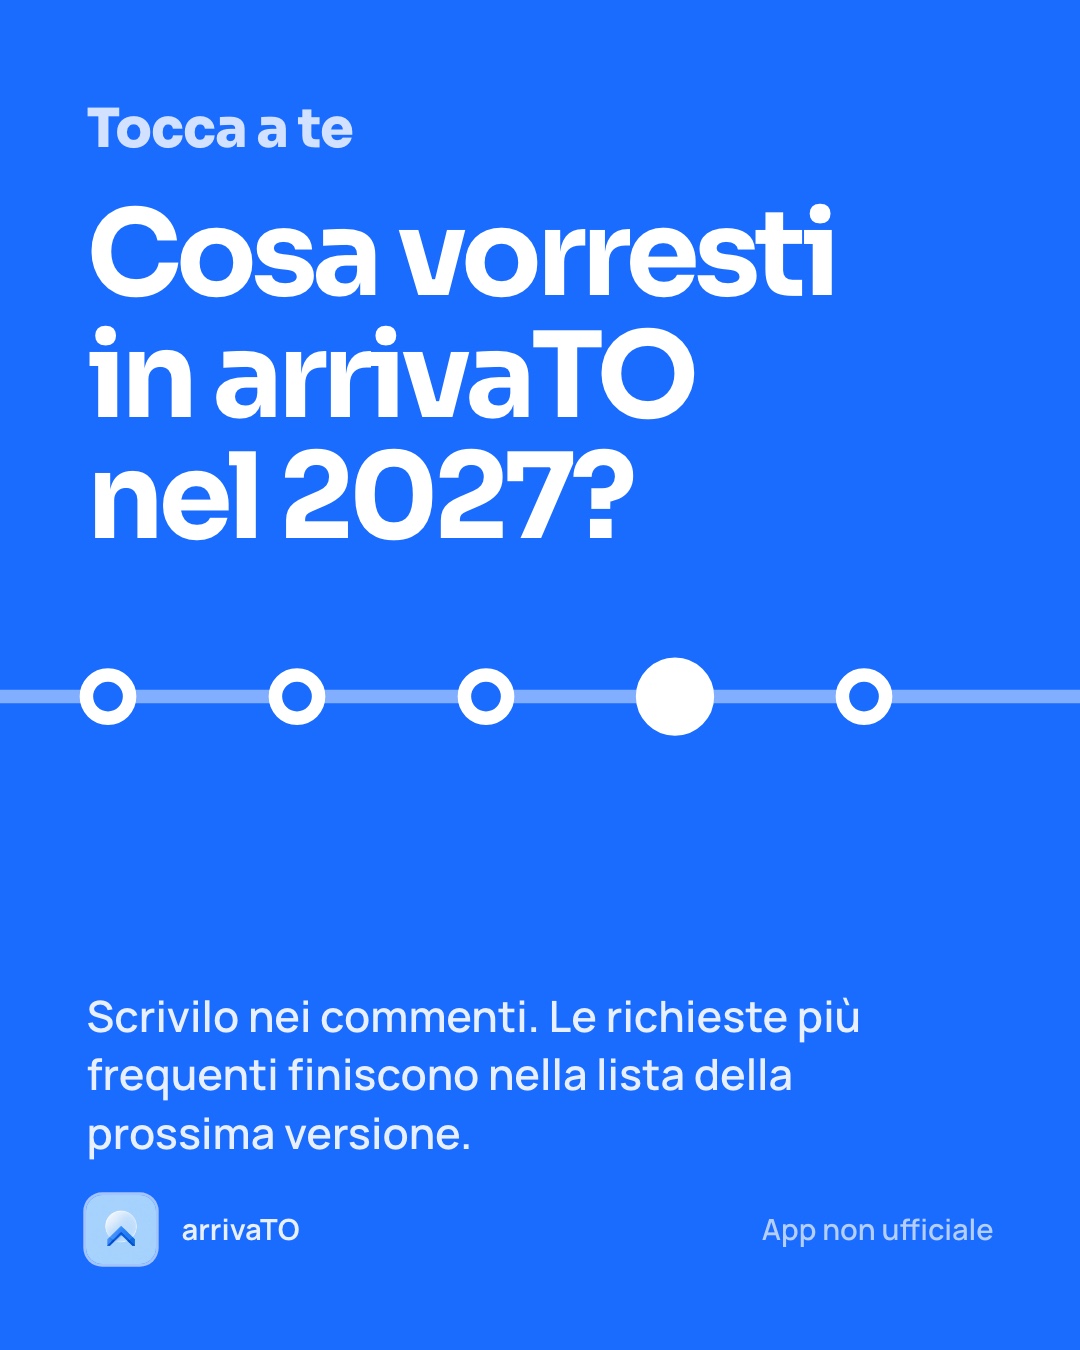 Tocca a te
Cosa vorresti
in arrivaTO
nel 2027?
Scrivilo nei commenti. Le richieste più
frequenti finiscono nella lista della
prossima versione.
arrivaTO
App non ufficiale